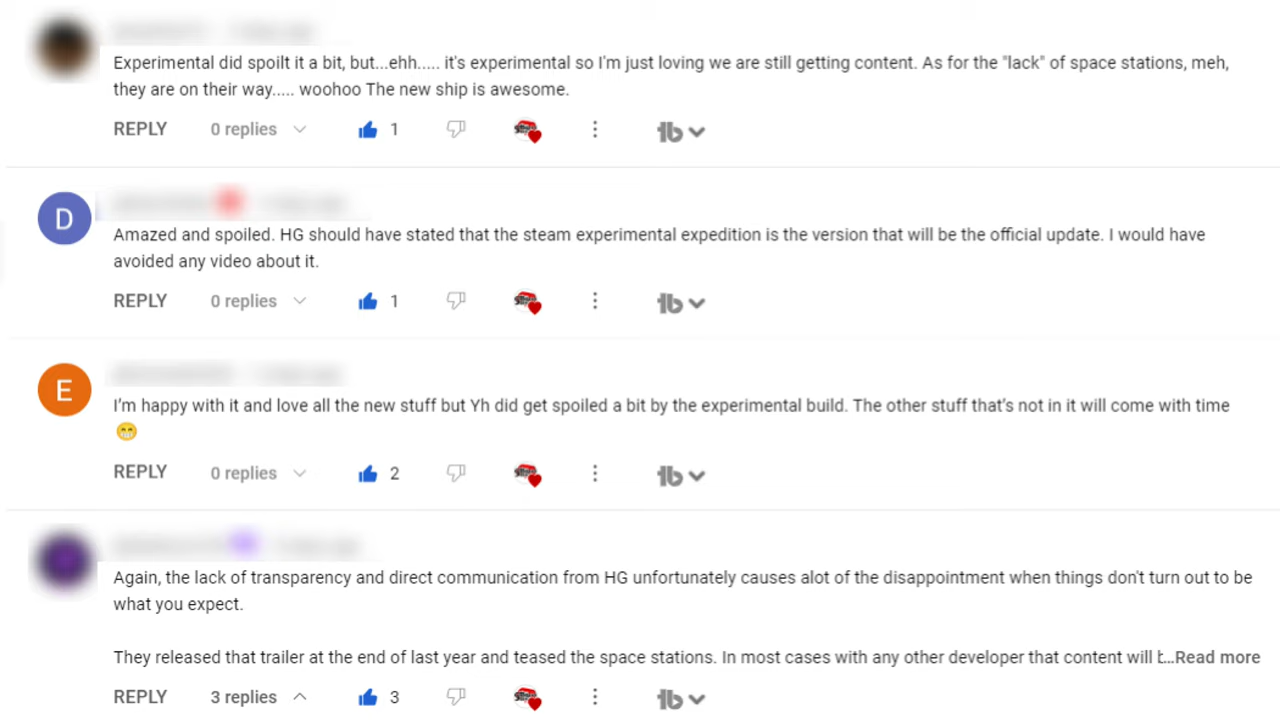 Experimental did spoilt it a bit, but...ehh..... it's experimental so I'm just loving we are still getting content. As for the "lack" of space stations, meh,
they are on their way..... woohoo The new ship is awesome.
REPLY 0 replies 1
D
Amazed and spoiled. HG should have stated that the steam experimental expedition is the version that will be the official update. I would have
avoided any video about it.
REPLY 0 replies 1
E
I'm happy with it and love all the new stuff but Yh did get spoiled a bit by the experimental build. The other stuff that's not in it will come with time
😁
REPLY 0 replies 2
Again, the lack of transparency and direct communication from HG unfortunately causes alot of the disappointment when things don't turn out to be
what you expect.
They released that trailer at the end of last year and teased the space stations. In most cases with any other developer that content will t...Read more
REPLY 3 replies 3